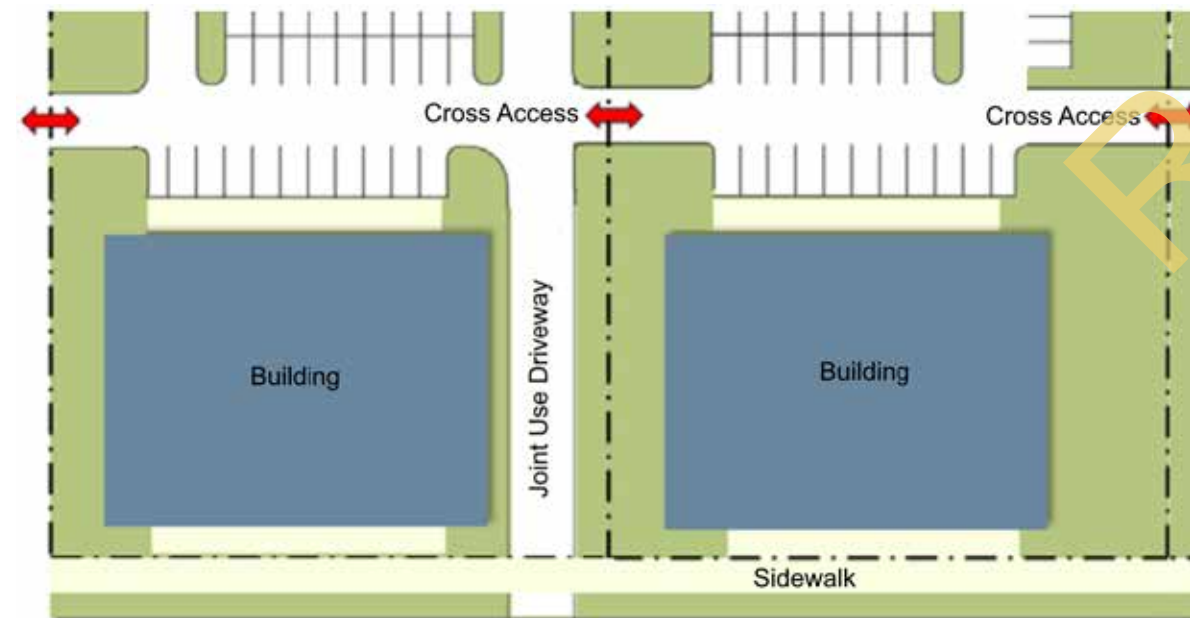 Cross Access
Cross Access
Building
Joint Use Driveway
Building
Sidewalk